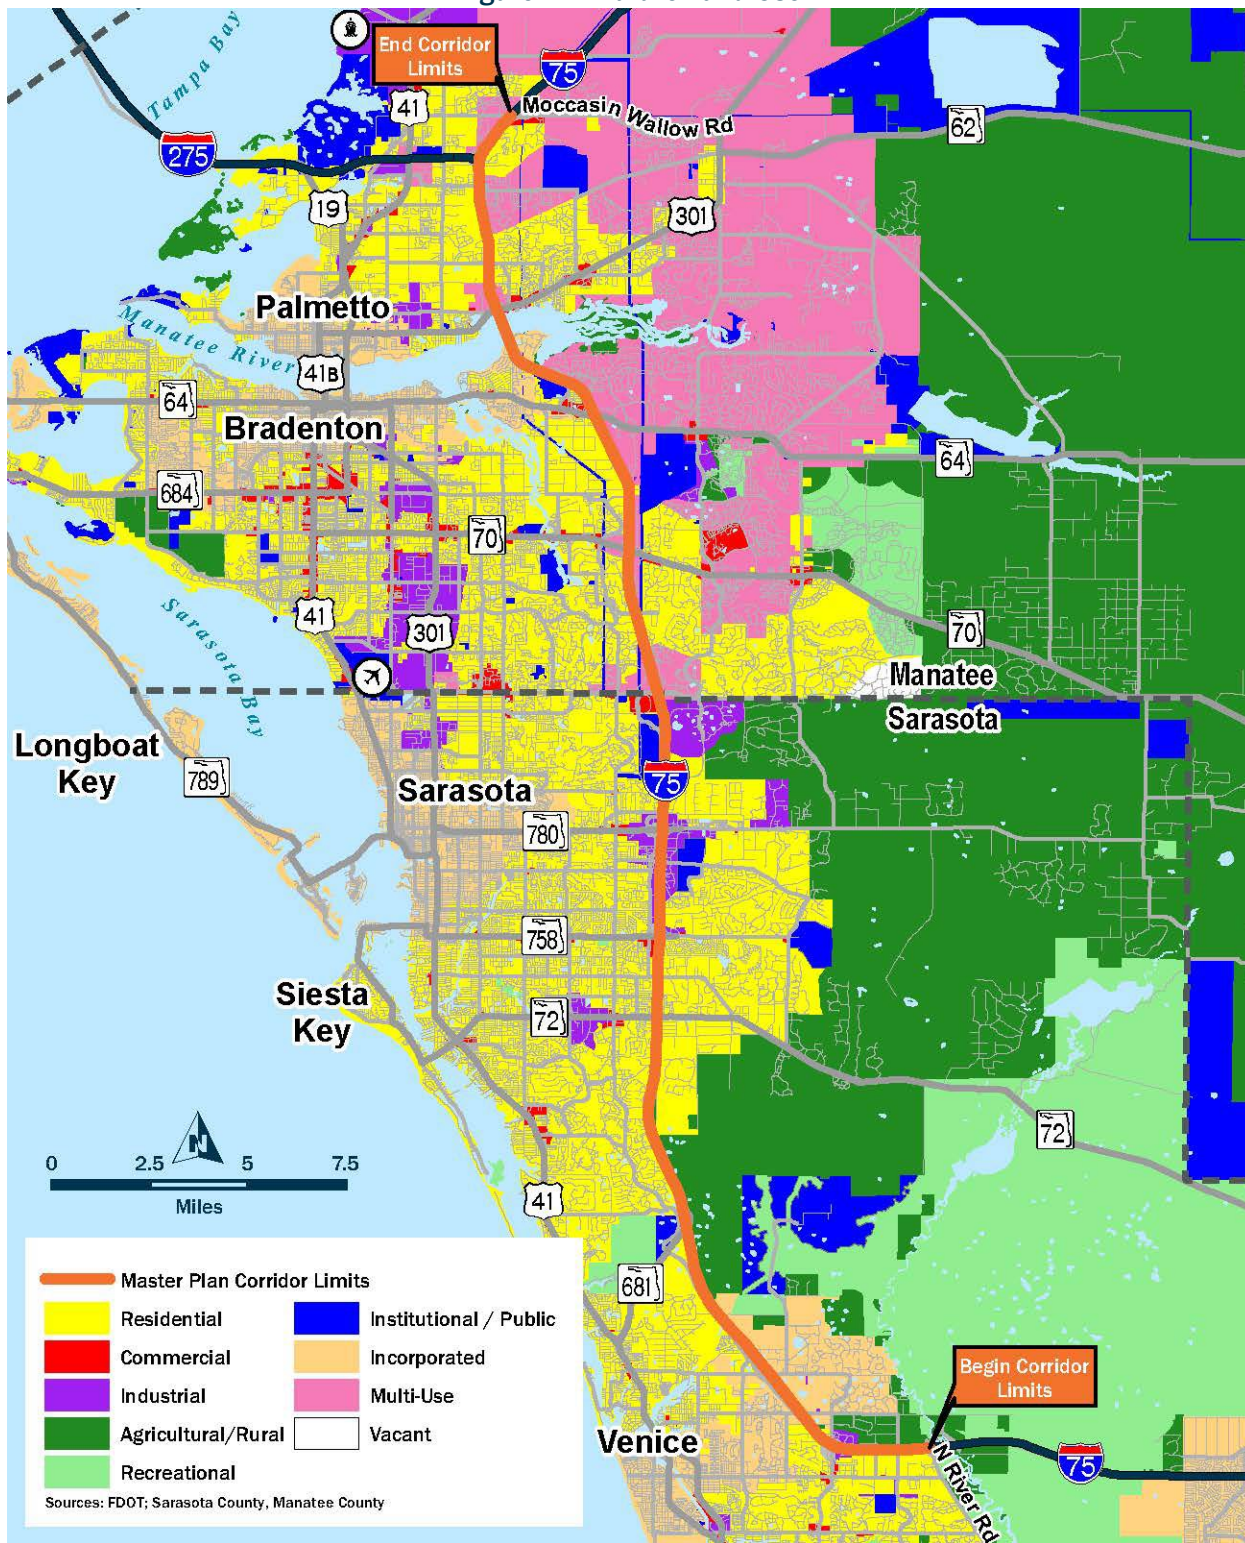 Tampa Bay
End Corridor
Limits
75
41
Moccasin Wallow Rd
62
275
19
301
Palmetto
Manatee River
41B
64
Bradenton
64
684
70
41
301
70
Sarasota Bay
Manatee
Sarasota
Longboat
Key
789
75
Sarasota
780
758
Siesta
Key
72
72
N
0 2.5 5 7.5
Miles
41
681
Master Plan Corridor Limits
Residential
Institutional / Public
Commercial
Incorporated
Industrial
Multi-Use
Agricultural/Rural
Vacant
Recreational
Sources: FDOT; Sarasota County, Manatee County
Begin Corridor
Limits
Venice
75
N River Rd